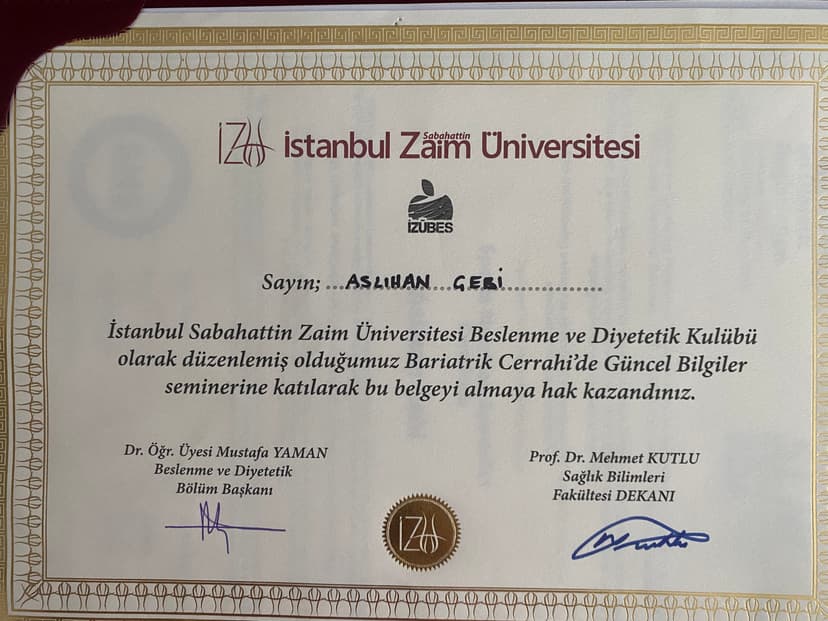 İZÜ İstanbul Sabahattin Zaim Üniversitesi
İZÜBES
Sayın; ...ASLIHAN GEBİ...............
İstanbul Sabahattin Zaim Üniversitesi Beslenme ve Diyetetik Kulübü
olarak düzenlemiş olduğumuz Bariatrik Cerrahi'de Güncel Bilgiler
seminerine katılarak bu belgeyi almaya hak kazandınız.
Dr. Öğr. Üyesi Mustafa YAMAN
Beslenme ve Diyetetik
Bölüm Başkanı
Prof. Dr. Mehmet KUTLU
Sağlık Bilimleri
Fakültesi DEKANI
İZÜ